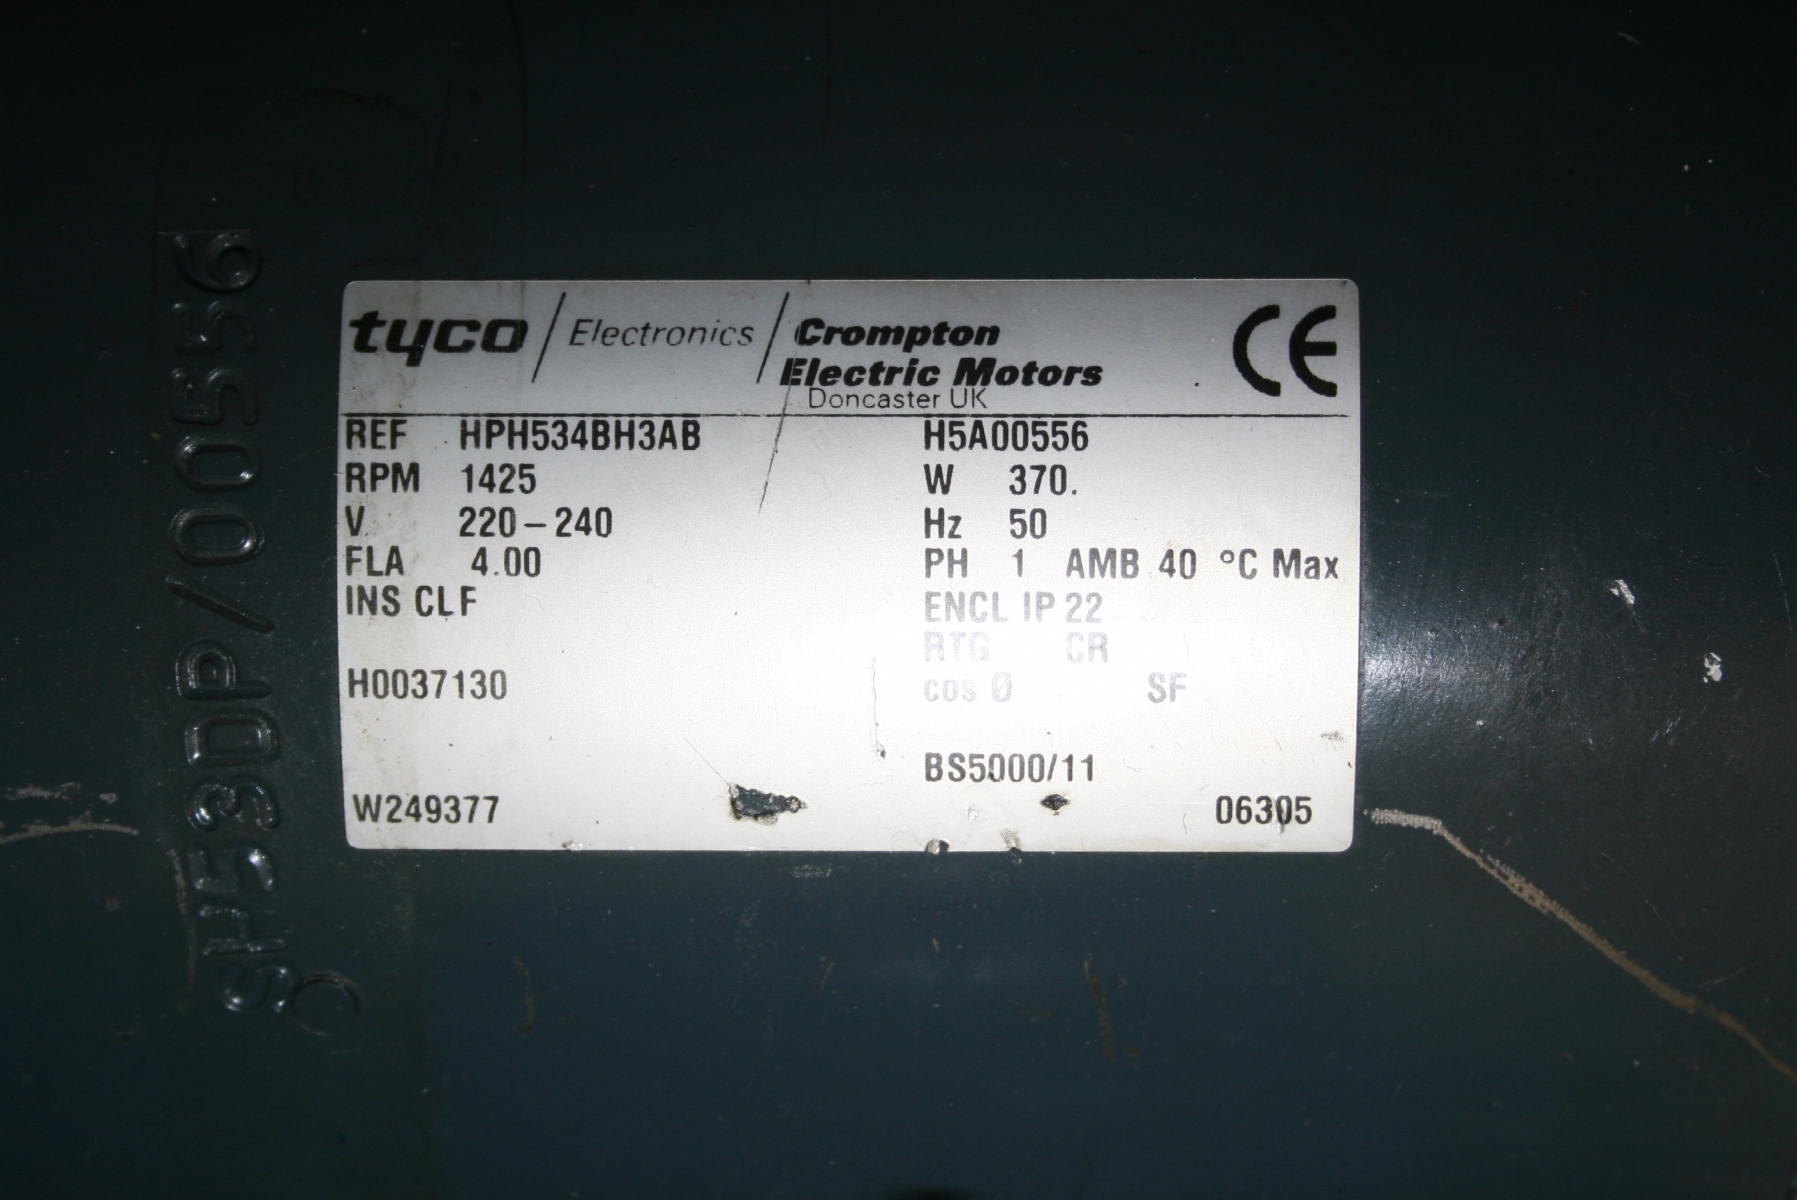 tyco / Electronics / Crompton
Electric Motors
Doncaster UK
CE
REF HPH534BH3AB H5A00556
RPM 1425 W 370.
V 220-240 Hz 50
FLA 4.00 PH 1 AMB 40 °C Max
INS CL F ENCL IP 22
RTG CR
H0037130 cos Ø SF
BS5000/11
W249377 06305
SH53DP/00556